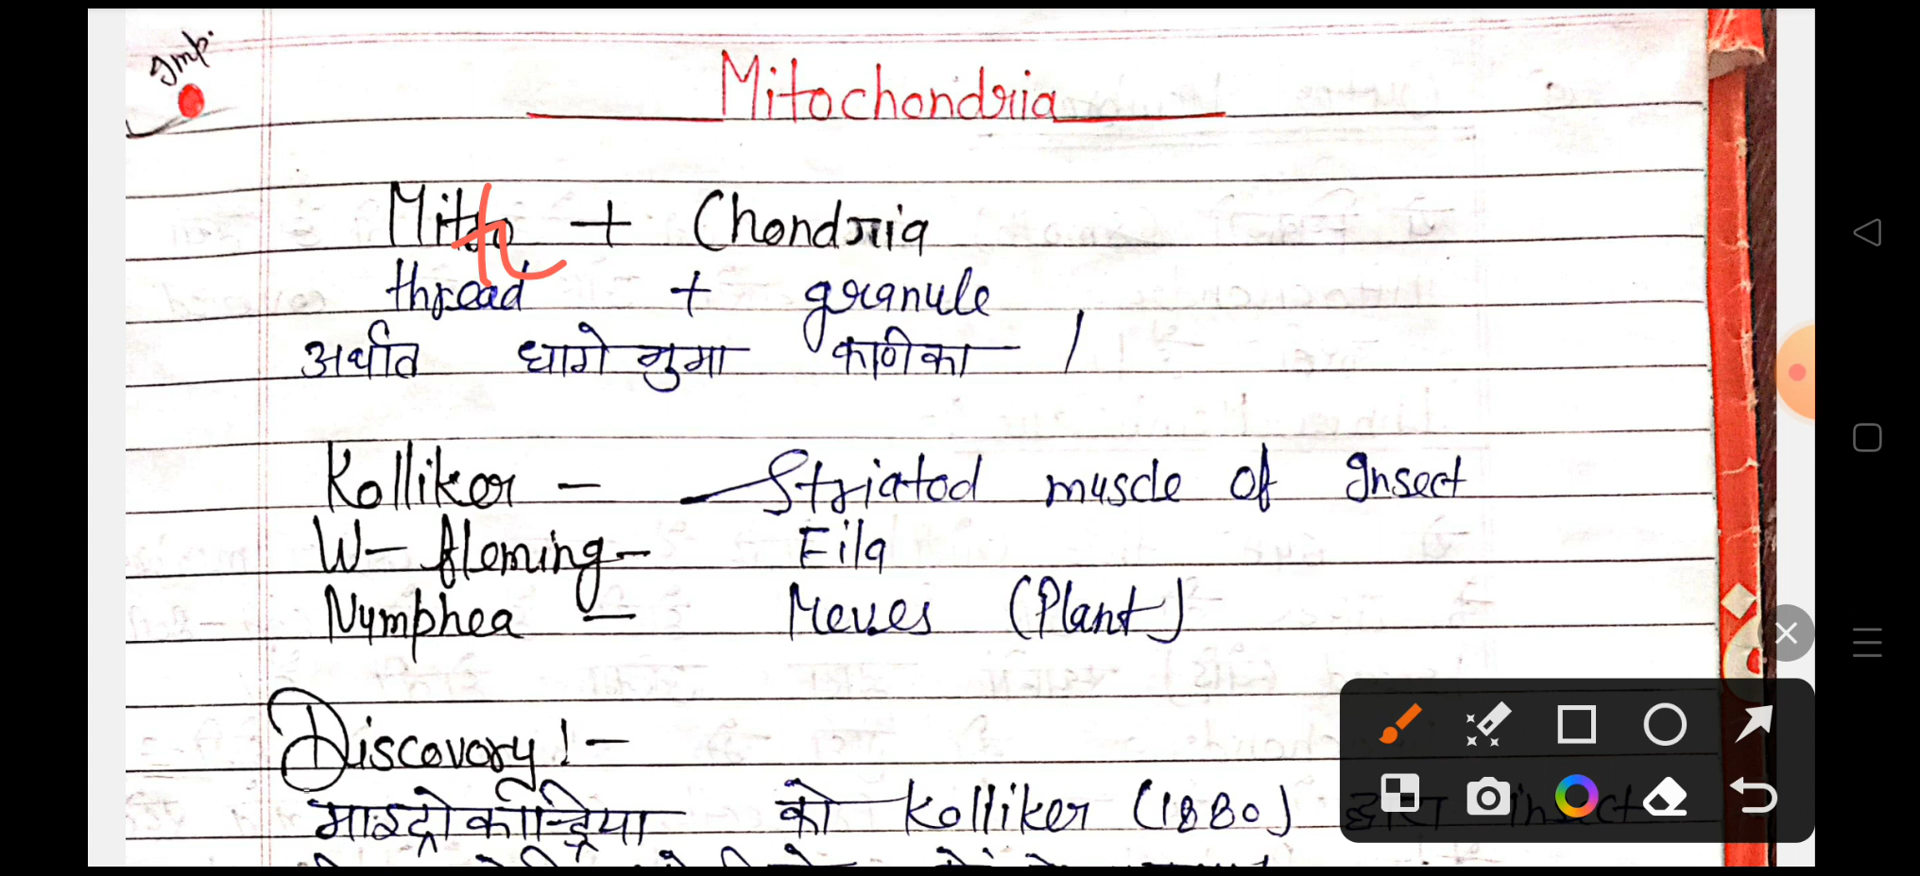 Imp.
Mitochondria
Mito + Chondria
thread + granule
अर्थात धागे नुमा काणीका /
Kolliker - Striated muscle of Insect
W- fleming- Fila
Nymphea - Meves (Plant)
Discovery!-
माइट्रोकॉन्ड्रिया को Kolliker (1880) द्वारा insect